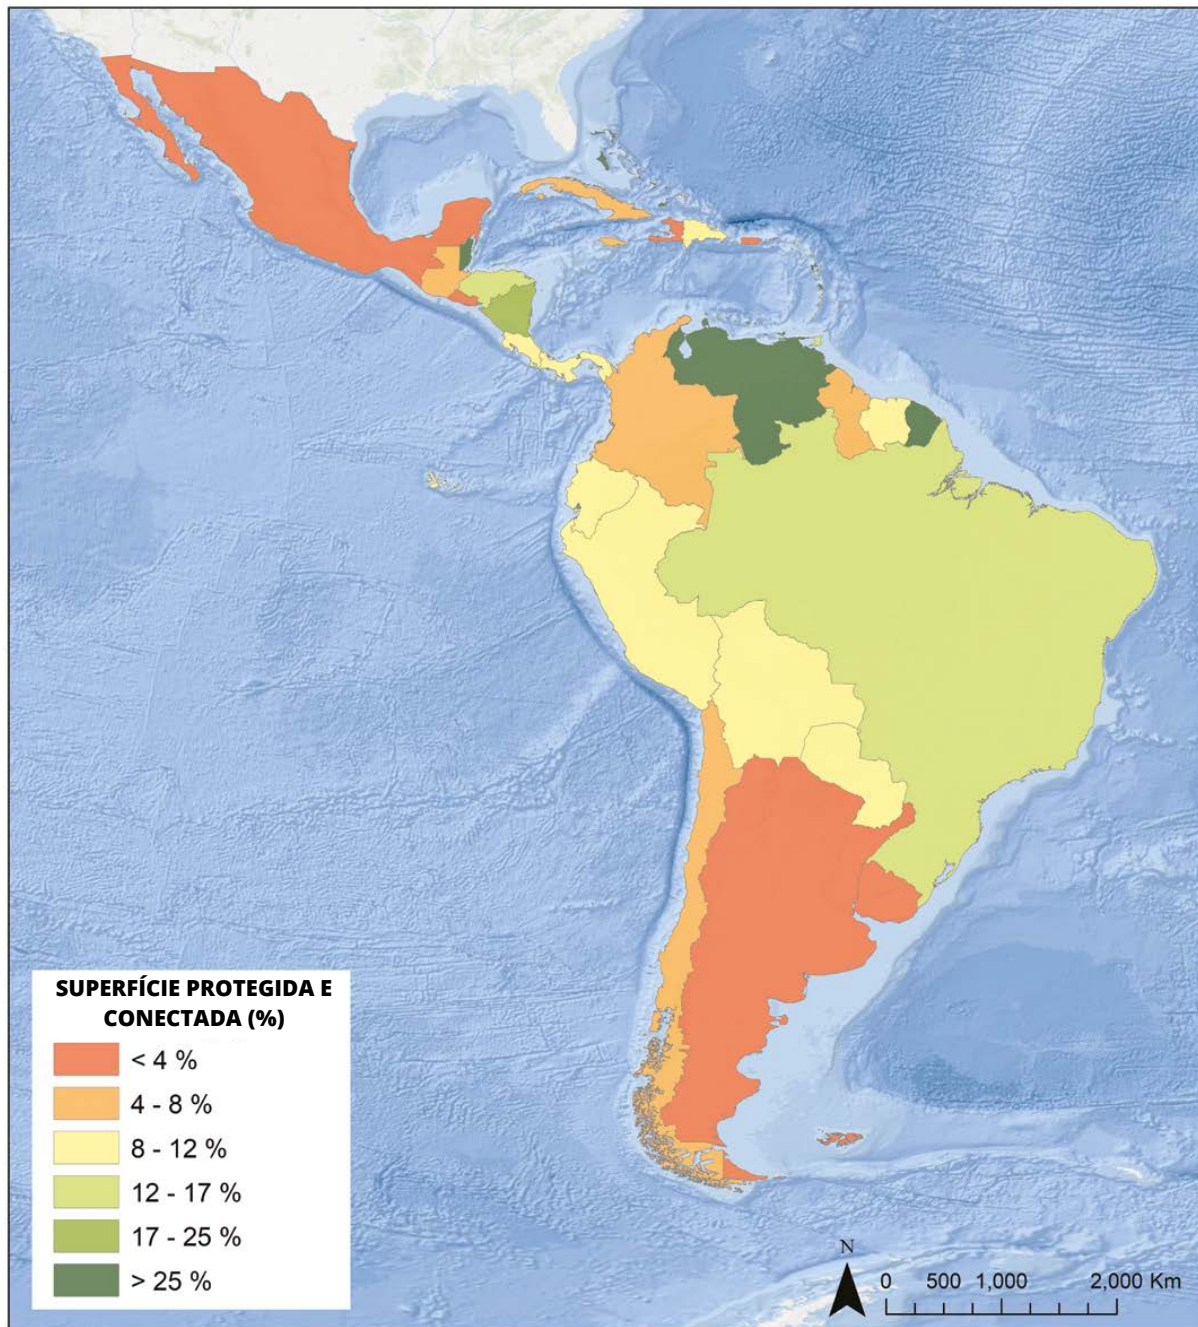 SUPERFÍCIE PROTEGIDA E
CONECTADA (%)
< 4 %
4 - 8 %
8 - 12 %
12 - 17 %
17 - 25 %
> 25 %
N
0 500 1,000 2,000 Km